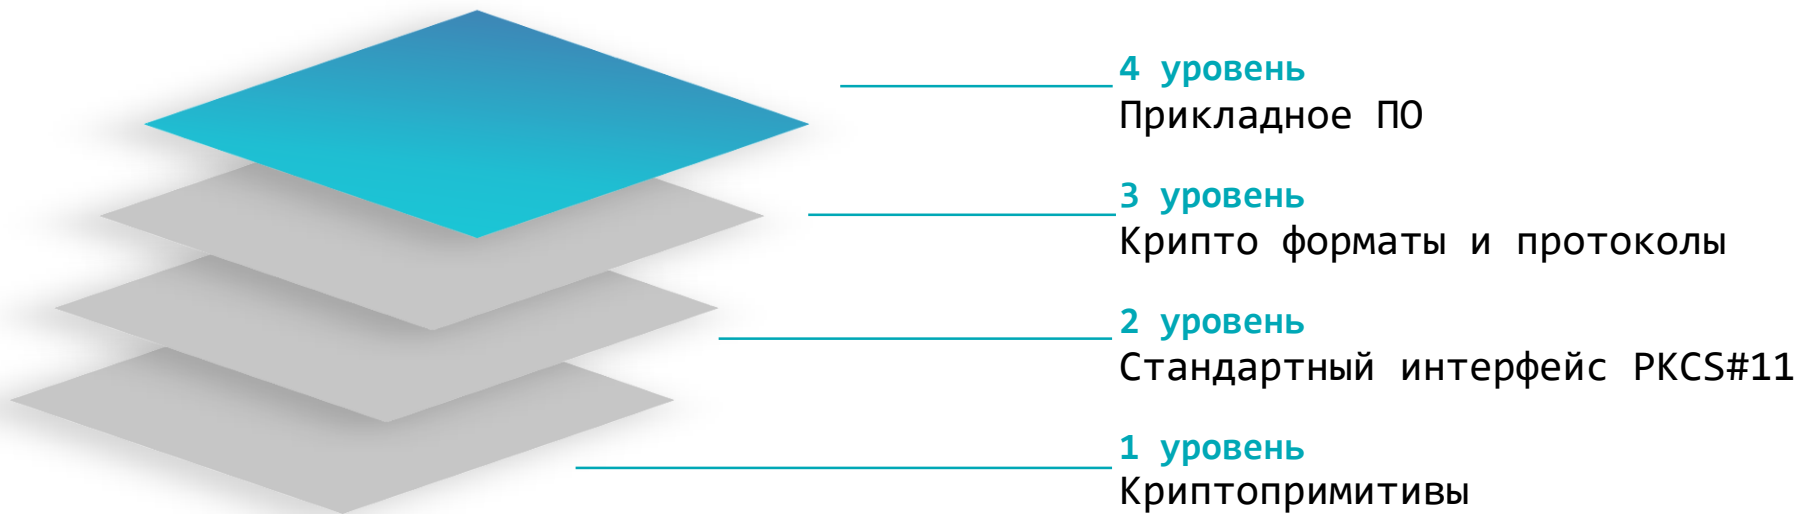 4 уровень
Прикладное ПО
3 уровень
Крипто форматы и протоколы
2 уровень
Стандартный интерфейс PKCS#11
1 уровень
Криптопримитивы